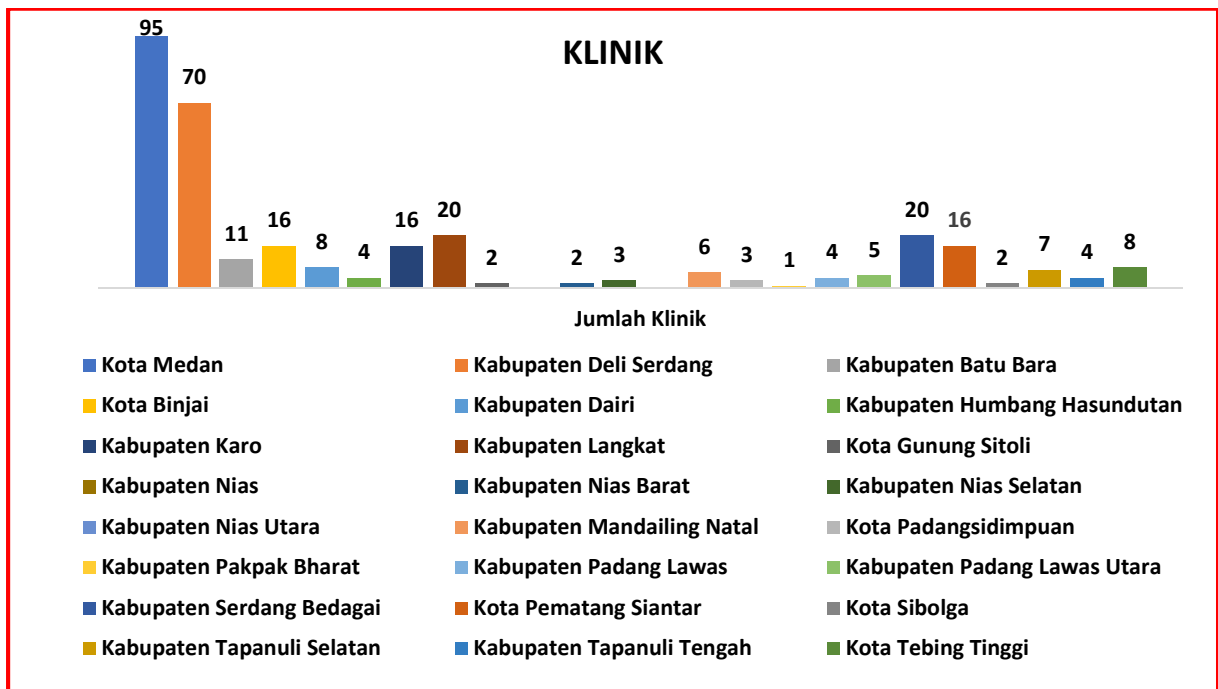 KLINIK
95
70
11
16
8
4
16
20
2
2
3
6
3
1
4
5
20
16
2
7
4
8
Jumlah Klinik
Kota Medan Kabupaten Deli Serdang Kabupaten Batu Bara
Kota Binjai Kabupaten Dairi Kabupaten Humbang Hasundutan
Kabupaten Karo Kabupaten Langkat Kota Gunung Sitoli
Kabupaten Nias Kabupaten Nias Barat Kabupaten Nias Selatan
Kabupaten Nias Utara Kabupaten Mandailing Natal Kota Padangsidimpuan
Kabupaten Pakpak Bharat Kabupaten Padang Lawas Kabupaten Padang Lawas Utara
Kabupaten Serdang Bedagai Kota Pematang Siantar Kota Sibolga
Kabupaten Tapanuli Selatan Kabupaten Tapanuli Tengah Kota Tebing Tinggi